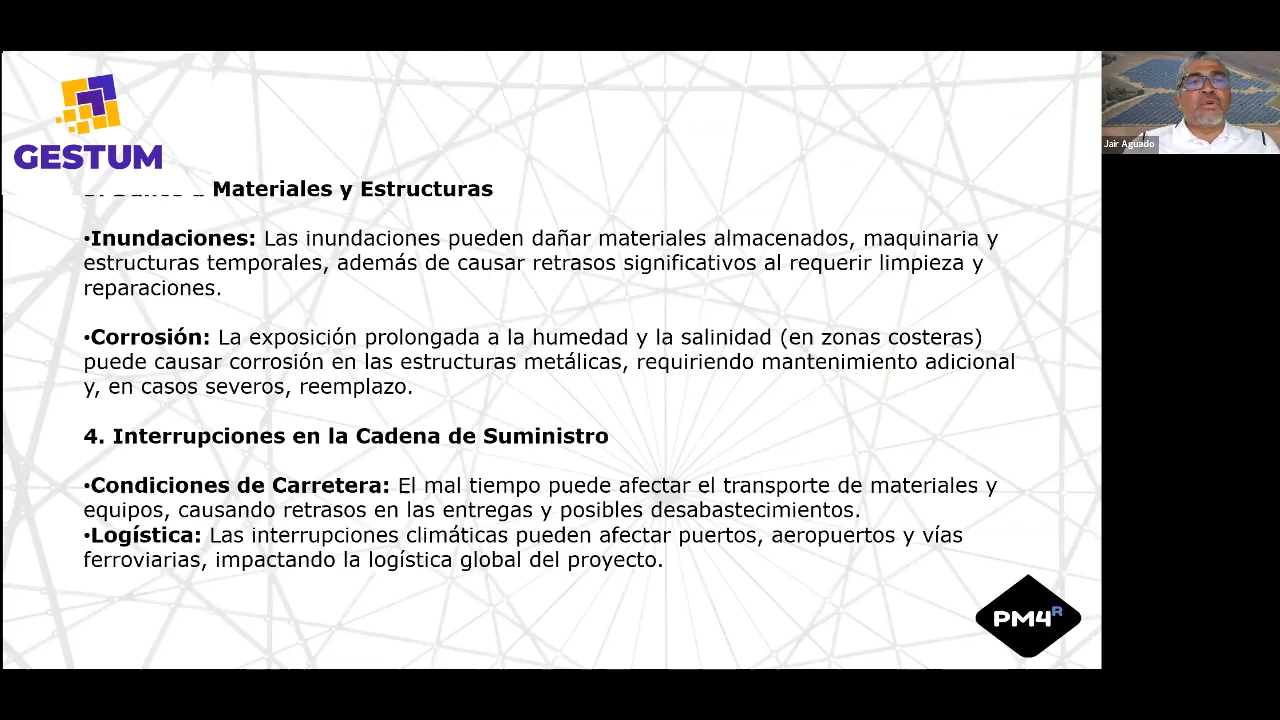 GESTUM
Jair Aguado
Materiales y Estructuras
•Inundaciones: Las inundaciones pueden dañar materiales almacenados, maquinaria y
estructuras temporales, además de causar retrasos significativos al requerir limpieza y
reparaciones.
•Corrosión: La exposición prolongada a la humedad y la salinidad (en zonas costeras)
puede causar corrosión en las estructuras metálicas, requiriendo mantenimiento adicional
y, en casos severos, reemplazo.
4. Interrupciones en la Cadena de Suministro
•Condiciones de Carretera: El mal tiempo puede afectar el transporte de materiales y
equipos, causando retrasos en las entregas y posibles desabastecimientos.
•Logística: Las interrupciones climáticas pueden afectar puertos, aeropuertos y vías
ferroviarias, impactando la logística global del proyecto.
PM4R